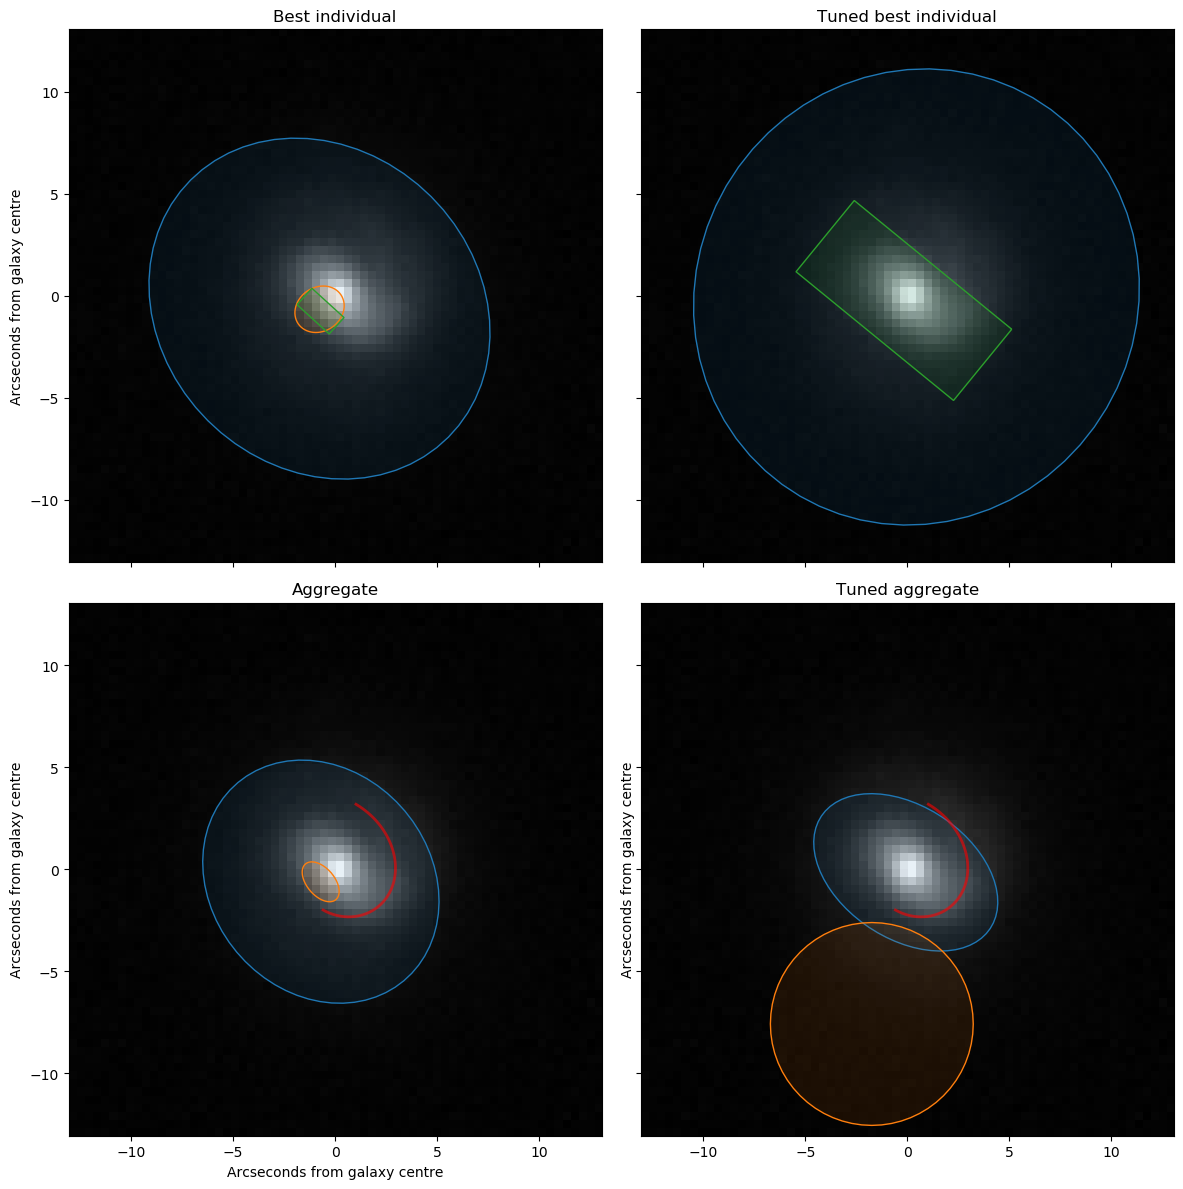 Best individual
Tuned best individual
10
5
0
−5
−10
Arcseconds from galaxy centre
Aggregate
Tuned aggregate
10
5
0
−5
−10
Arcseconds from galaxy centre
Arcseconds from galaxy centre
−10 −5 0 5 10
−10 −5 0 5 10
Arcseconds from galaxy centre